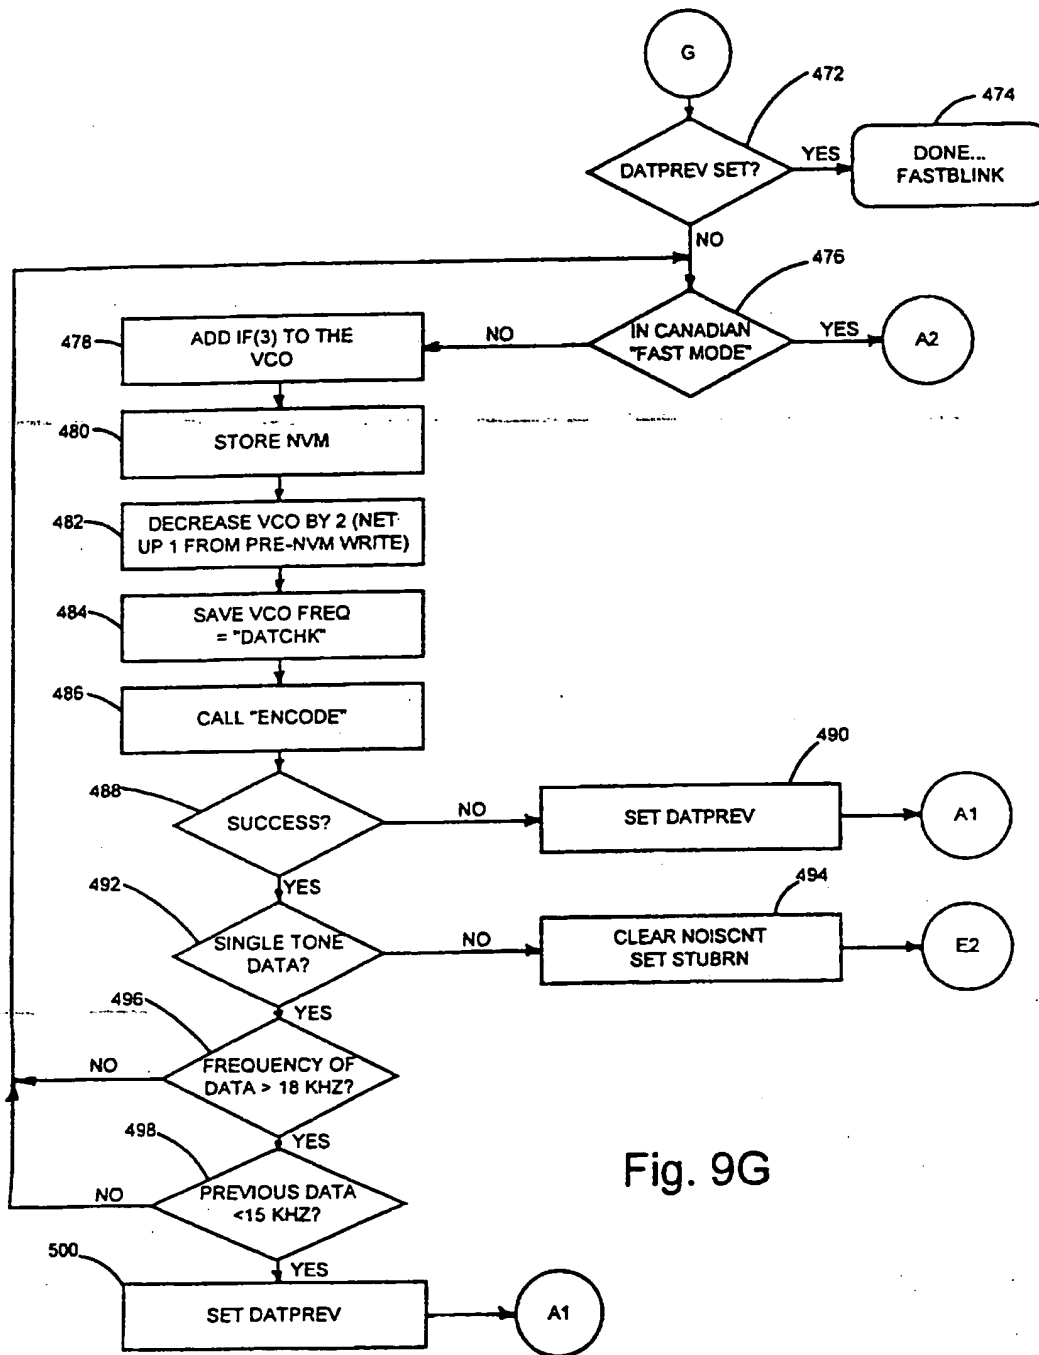 G
472
474
DATPREV SET?
YES
DONE...
FASTBLINK
NO
476
IN CANADIAN
"FAST MODE"
YES
A2
NO
478
ADD IF(3) TO THE
VCO
480
STORE NVM
482
DECREASE VCO BY 2 (NET
UP 1 FROM PRE-NVM WRITE)
484
SAVE VCO FREQ
= "DATCHK"
486
CALL "ENCODE"
488
SUCCESS?
NO
490
SET DATPREV
A1
YES
492
SINGLE TONE
DATA?
NO
494
CLEAR NOISCNT
SET STUBRN
E2
YES
496
FREQUENCY OF
DATA > 18 KHZ?
NO
YES
498
PREVIOUS DATA
<15 KHZ?
NO
YES
500
SET DATPREV
A1
Fig. 9G